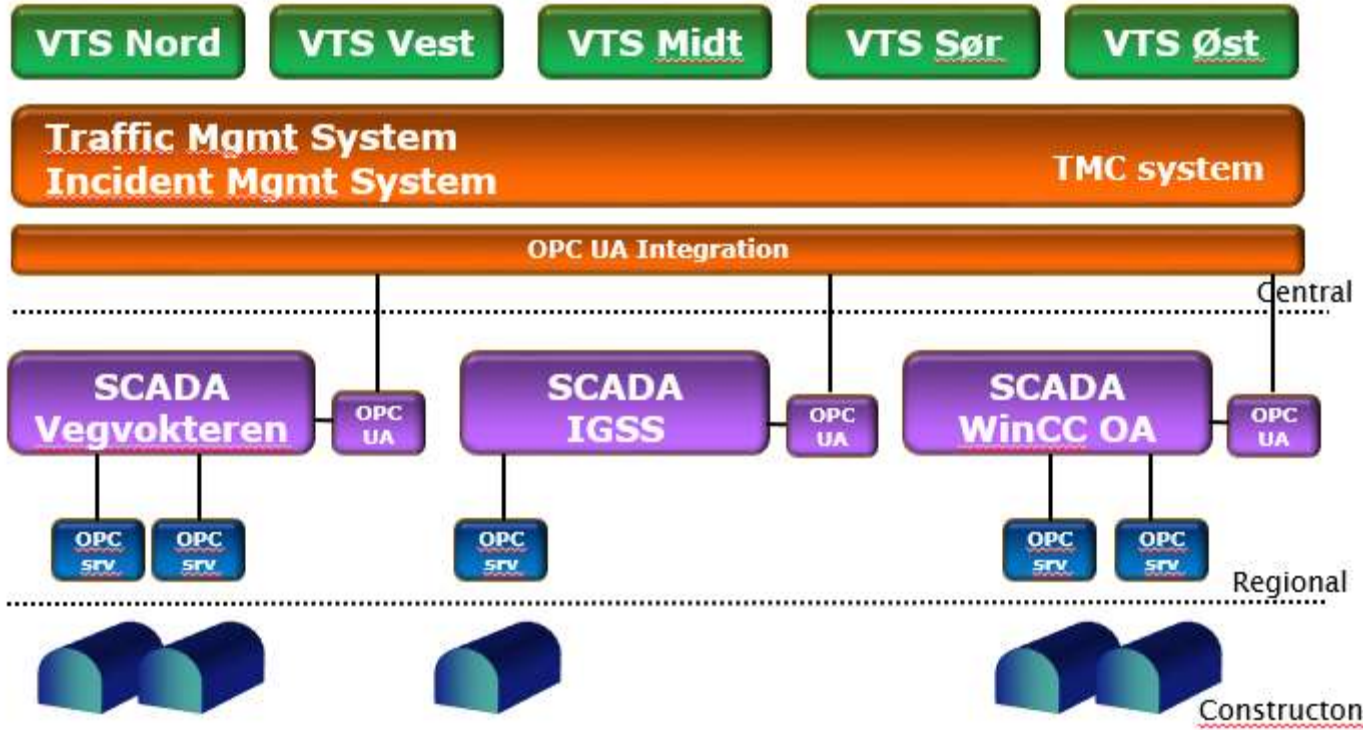 VTS Nord
VTS Vest
VTS Midt
VTS Sør
VTS Øst
Traffic Mgmt System
Incident Mgmt System
TMC system
OPC UA Integration
Central
SCADA
Vegvokteren
OPC
UA
SCADA
IGSS
OPC
UA
SCADA
WinCC OA
OPC
UA
OPC
srv
OPC
srv
OPC
srv
OPC
srv
OPC
srv
Regional
Constructon